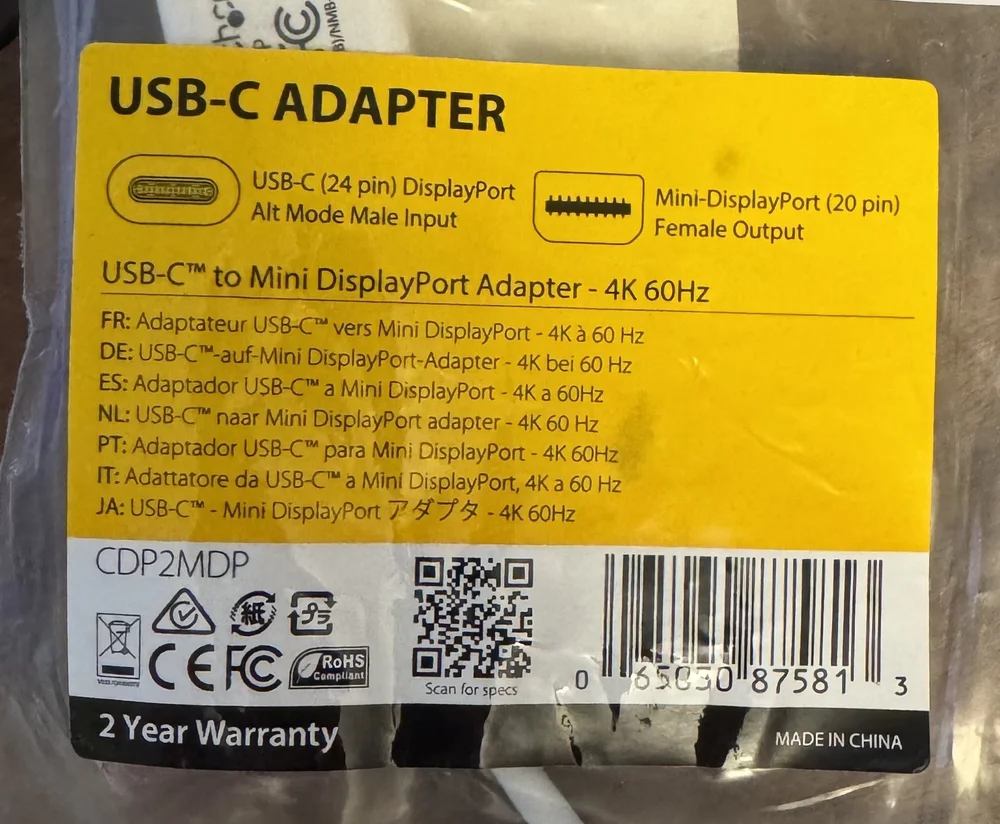 USB-C ADAPTER
USB-C (24 pin) DisplayPort
Alt Mode Male Input
Mini-DisplayPort (20 pin)
Female Output
USB-C™ to Mini DisplayPort Adapter - 4K 60Hz
FR: Adaptateur USB-C™ vers Mini DisplayPort - 4K à 60 Hz
DE: USB-C™-auf-Mini DisplayPort-Adapter - 4K bei 60 Hz
ES: Adaptador USB-C™ a Mini DisplayPort - 4K a 60Hz
NL: USB-C™ naar Mini DisplayPort adapter - 4K 60 Hz
PT: Adaptador USB-C™ para Mini DisplayPort - 4K 60Hz
IT: Adattatore da USB-C™ a Mini DisplayPort, 4K a 60 Hz
JA: USB-C™ - Mini DisplayPort アダプタ - 4K 60Hz
CDP2MDP
紙
プラ
CE FC
RoHS
Compliant
Scan for specs
0 65030 87581 3
2 Year Warranty
MADE IN CHINA